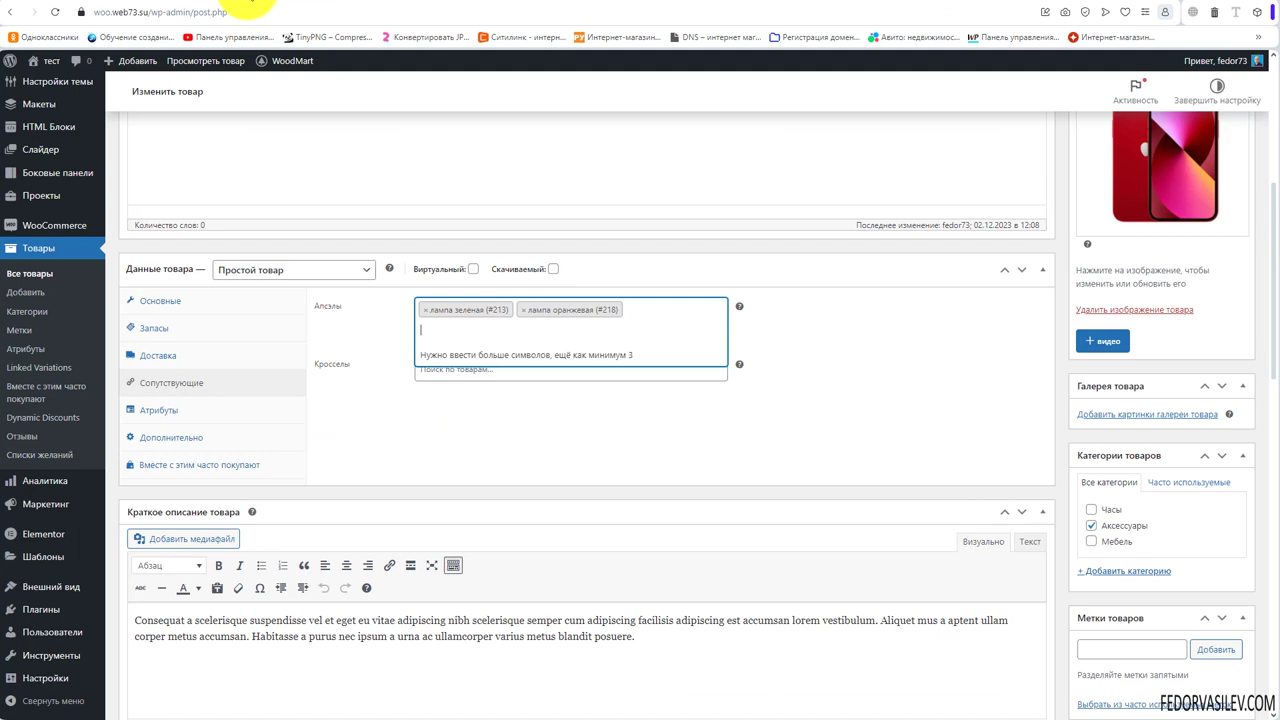 woo.web73.su/wp-admin/post.php
Одноклассники
Обучение создани...
Панель управления...
TinyPNG – Compres...
Конвертировать JP...
Ситилинк - интерн...
Интернет-магазин...
DNS – интернет маг...
Регистрация домен...
Авито: недвижимос...
Панель управления...
Интернет-магазин...
»
тест
0
Добавить
Просмотреть товар
WoodMart
Привет, fedor73
Настройки темы
Макеты
HTML Блоки
Слайдер
Боковые панели
Проекты
WooCommerce
Товары
Все товары
Добавить
Категории
Метки
Атрибуты
Linked Variations
Вместе с этим часто
покупают
Dynamic Discounts
Отзывы
Списки желаний
Аналитика
Маркетинг
Elementor
Шаблоны
Внешний вид
Плагины
Пользователи
Инструменты
Настройки
Свернуть меню
Изменить товар
Активность
Завершить настройку
Количество слов: 0
Последнее изменение: fedor73; 02.12.2023 в 12:08
Данные товара —
Простой товар
Виртуальный:
Скачиваемый:
Основные
Запасы
Доставка
Сопутствующие
Атрибуты
Дополнительно
Вместе с этим часто покупают
Апсэлы
× лампа зеленая (#213)
× лампа оранжевая (#218)
Нужно ввести больше символов, ещё как минимум 3
Кросселы
Поиск по товарам...
Краткое описание товара
Добавить медиафайл
Визуально
Текст
Абзац
B
I
ABC
A
Ω
Consequat a scelerisque suspendisse vel et eget eu vitae adipiscing nibh scelerisque semper cum adipiscing facilisis adipiscing est accumsan lorem vestibulum. Aliquet mus a aptent ullam
corper metus accumsan. Habitasse a purus nec ipsum a urna ac ullamcorper varius metus blandit posuere.
Нажмите на изображение, чтобы
изменить или обновить его
Удалить изображение товара
+ видео
Галерея товара
Добавить картинки галереи товара
Категории товаров
Все категории
Часто используемые
Часы
Аксессуары
Мебель
+ Добавить категорию
Метки товаров
Добавить
Разделяйте метки запятыми
Выбрать из часто
FEDORVASILEV.COM